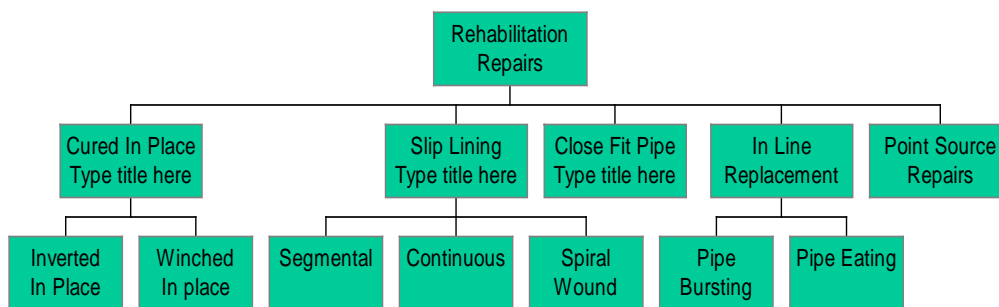 Rehabilitation
Repairs
Cured In Place
Type title here
Slip Lining
Type title here
Close Fit Pipe
Type title here
In Line
Replacement
Point Source
Repairs
Inverted
In Place
Winched
In place
Segmental
Continuous
Spiral
Wound
Pipe
Bursting
Pipe Eating